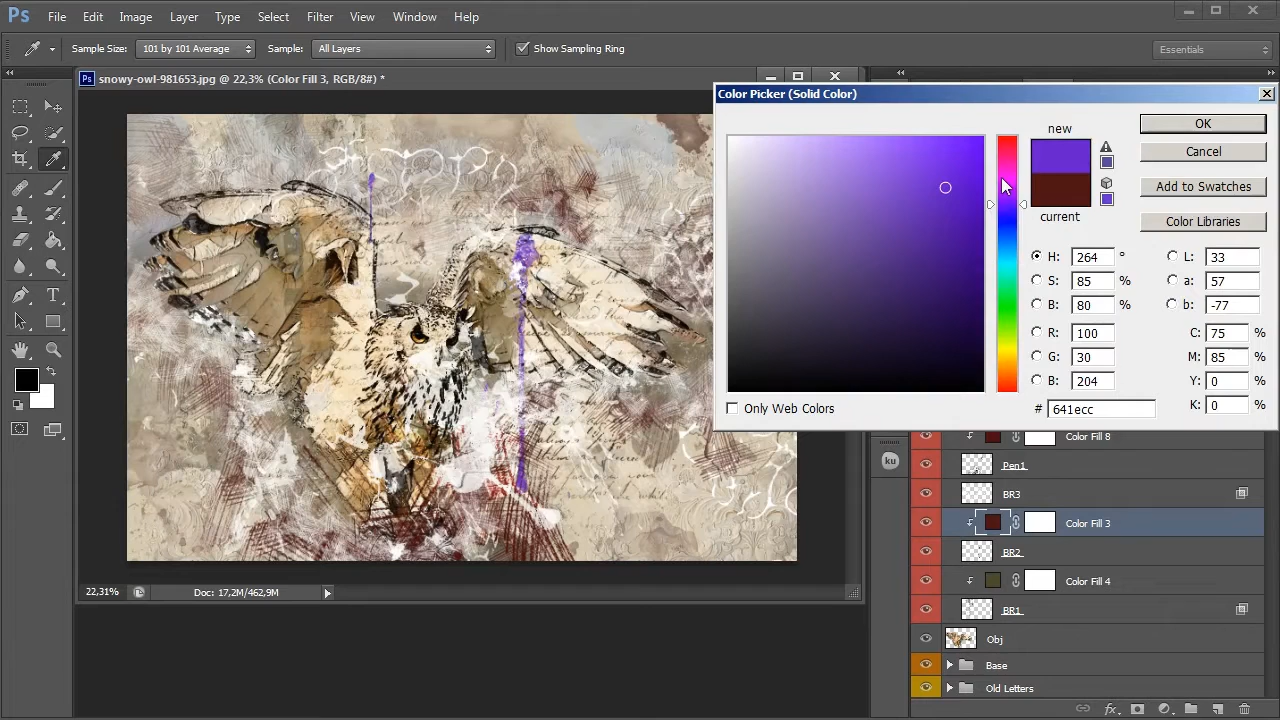 Ps File Edit Image Layer Type Select Filter View Window Help
Sample Size: 101 by 101 Average Sample: All Layers Show Sampling Ring Essentials
Ps snowy-owl-981653.jpg @ 22,3% (Color Fill 3, RGB/8#) *
Color Picker (Solid Color)
new
OK
Cancel
Add to Swatches
current
Color Libraries
H: 264 ° L: 33
S: 85 % a: 57
B: 80 % b: -77
R: 100 C: 75 %
G: 30 M: 85 %
B: 204 Y: 0 %
Only Web Colors # 641ecc K: 0 %
Color Fill 8
ku
Pen1
BR3
Color Fill 3
BR2
Color Fill 4
BR1
Obj
Base
Old Letters
22,31% Doc: 17,2M/462,9M
fx